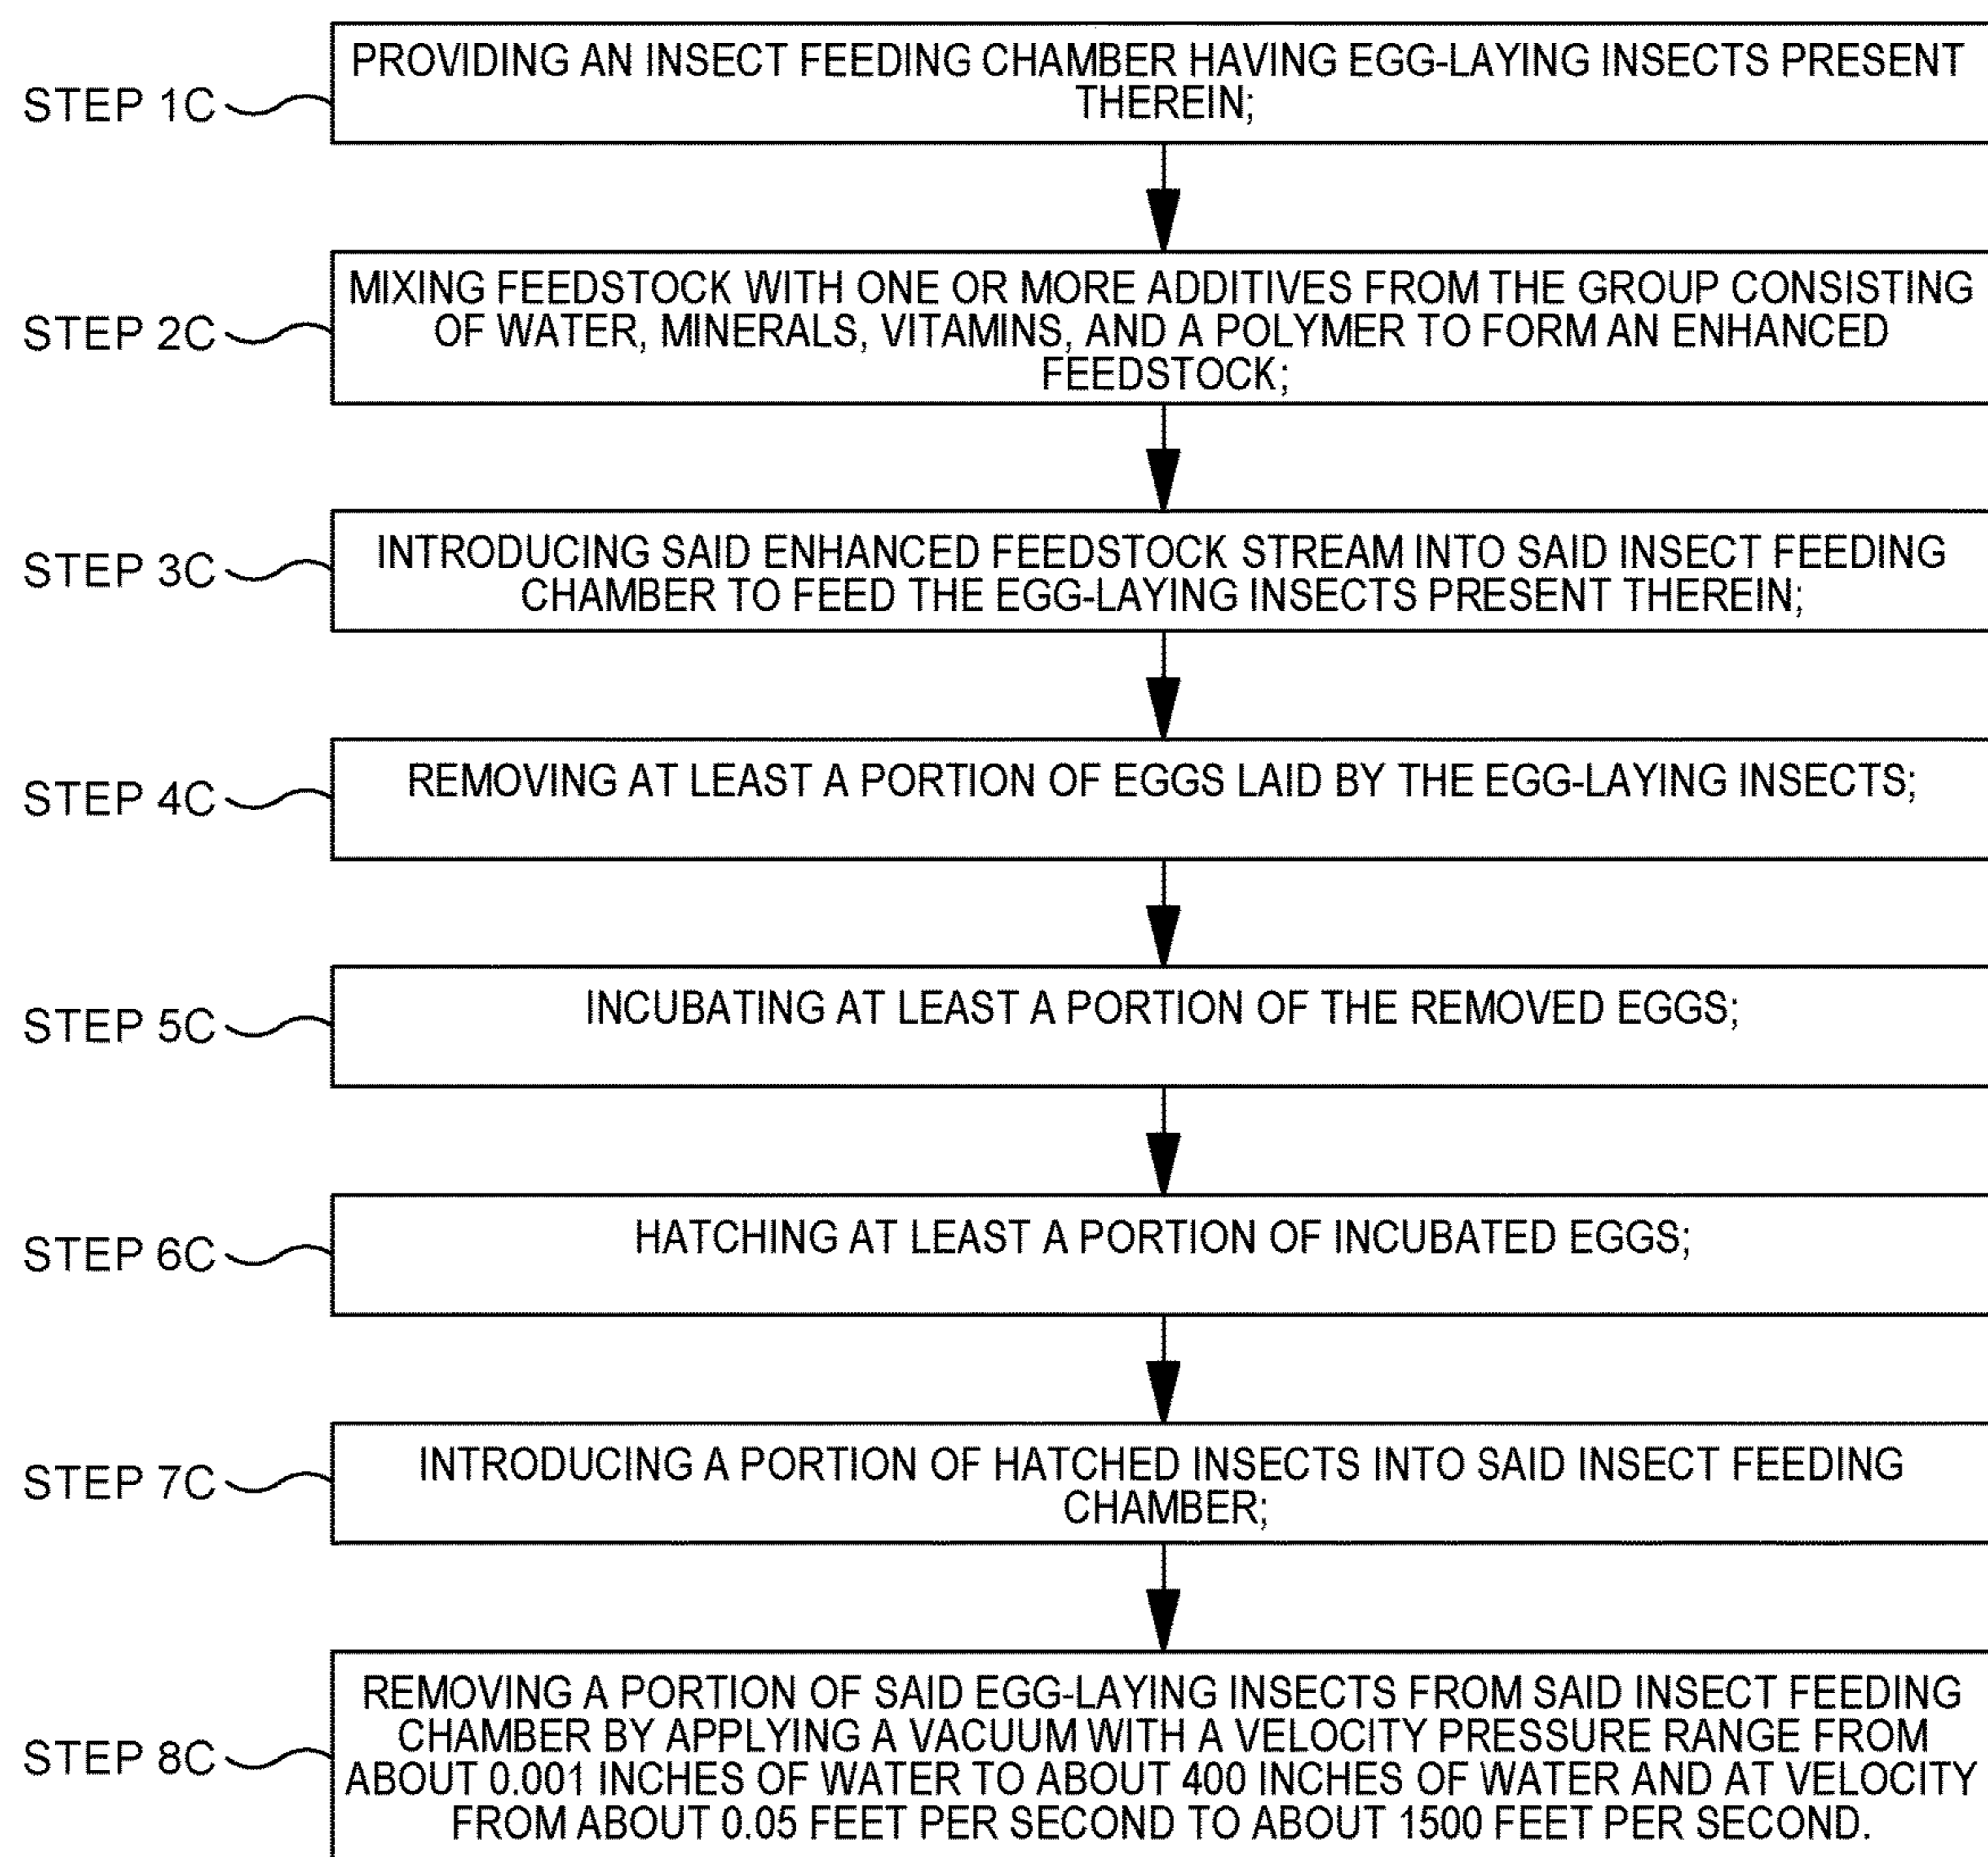 STEP 1C
PROVIDING AN INSECT FEEDING CHAMBER HAVING EGG-LAYING INSECTS PRESENT
THEREIN;
STEP 2C
MIXING FEEDSTOCK WITH ONE OR MORE ADDITIVES FROM THE GROUP CONSISTING
OF WATER, MINERALS, VITAMINS, AND A POLYMER TO FORM AN ENHANCED
FEEDSTOCK;
STEP 3C
INTRODUCING SAID ENHANCED FEEDSTOCK STREAM INTO SAID INSECT FEEDING
CHAMBER TO FEED THE EGG-LAYING INSECTS PRESENT THEREIN;
STEP 4C
REMOVING AT LEAST A PORTION OF EGGS LAID BY THE EGG-LAYING INSECTS;
STEP 5C
INCUBATING AT LEAST A PORTION OF THE REMOVED EGGS;
STEP 6C
HATCHING AT LEAST A PORTION OF INCUBATED EGGS;
STEP 7C
INTRODUCING A PORTION OF HATCHED INSECTS INTO SAID INSECT FEEDING
CHAMBER;
STEP 8C
REMOVING A PORTION OF SAID EGG-LAYING INSECTS FROM SAID INSECT FEEDING
CHAMBER BY APPLYING A VACUUM WITH A VELOCITY PRESSURE RANGE FROM
ABOUT 0.001 INCHES OF WATER TO ABOUT 400 INCHES OF WATER AND AT VELOCITY
FROM ABOUT 0.05 FEET PER SECOND TO ABOUT 1500 FEET PER SECOND.